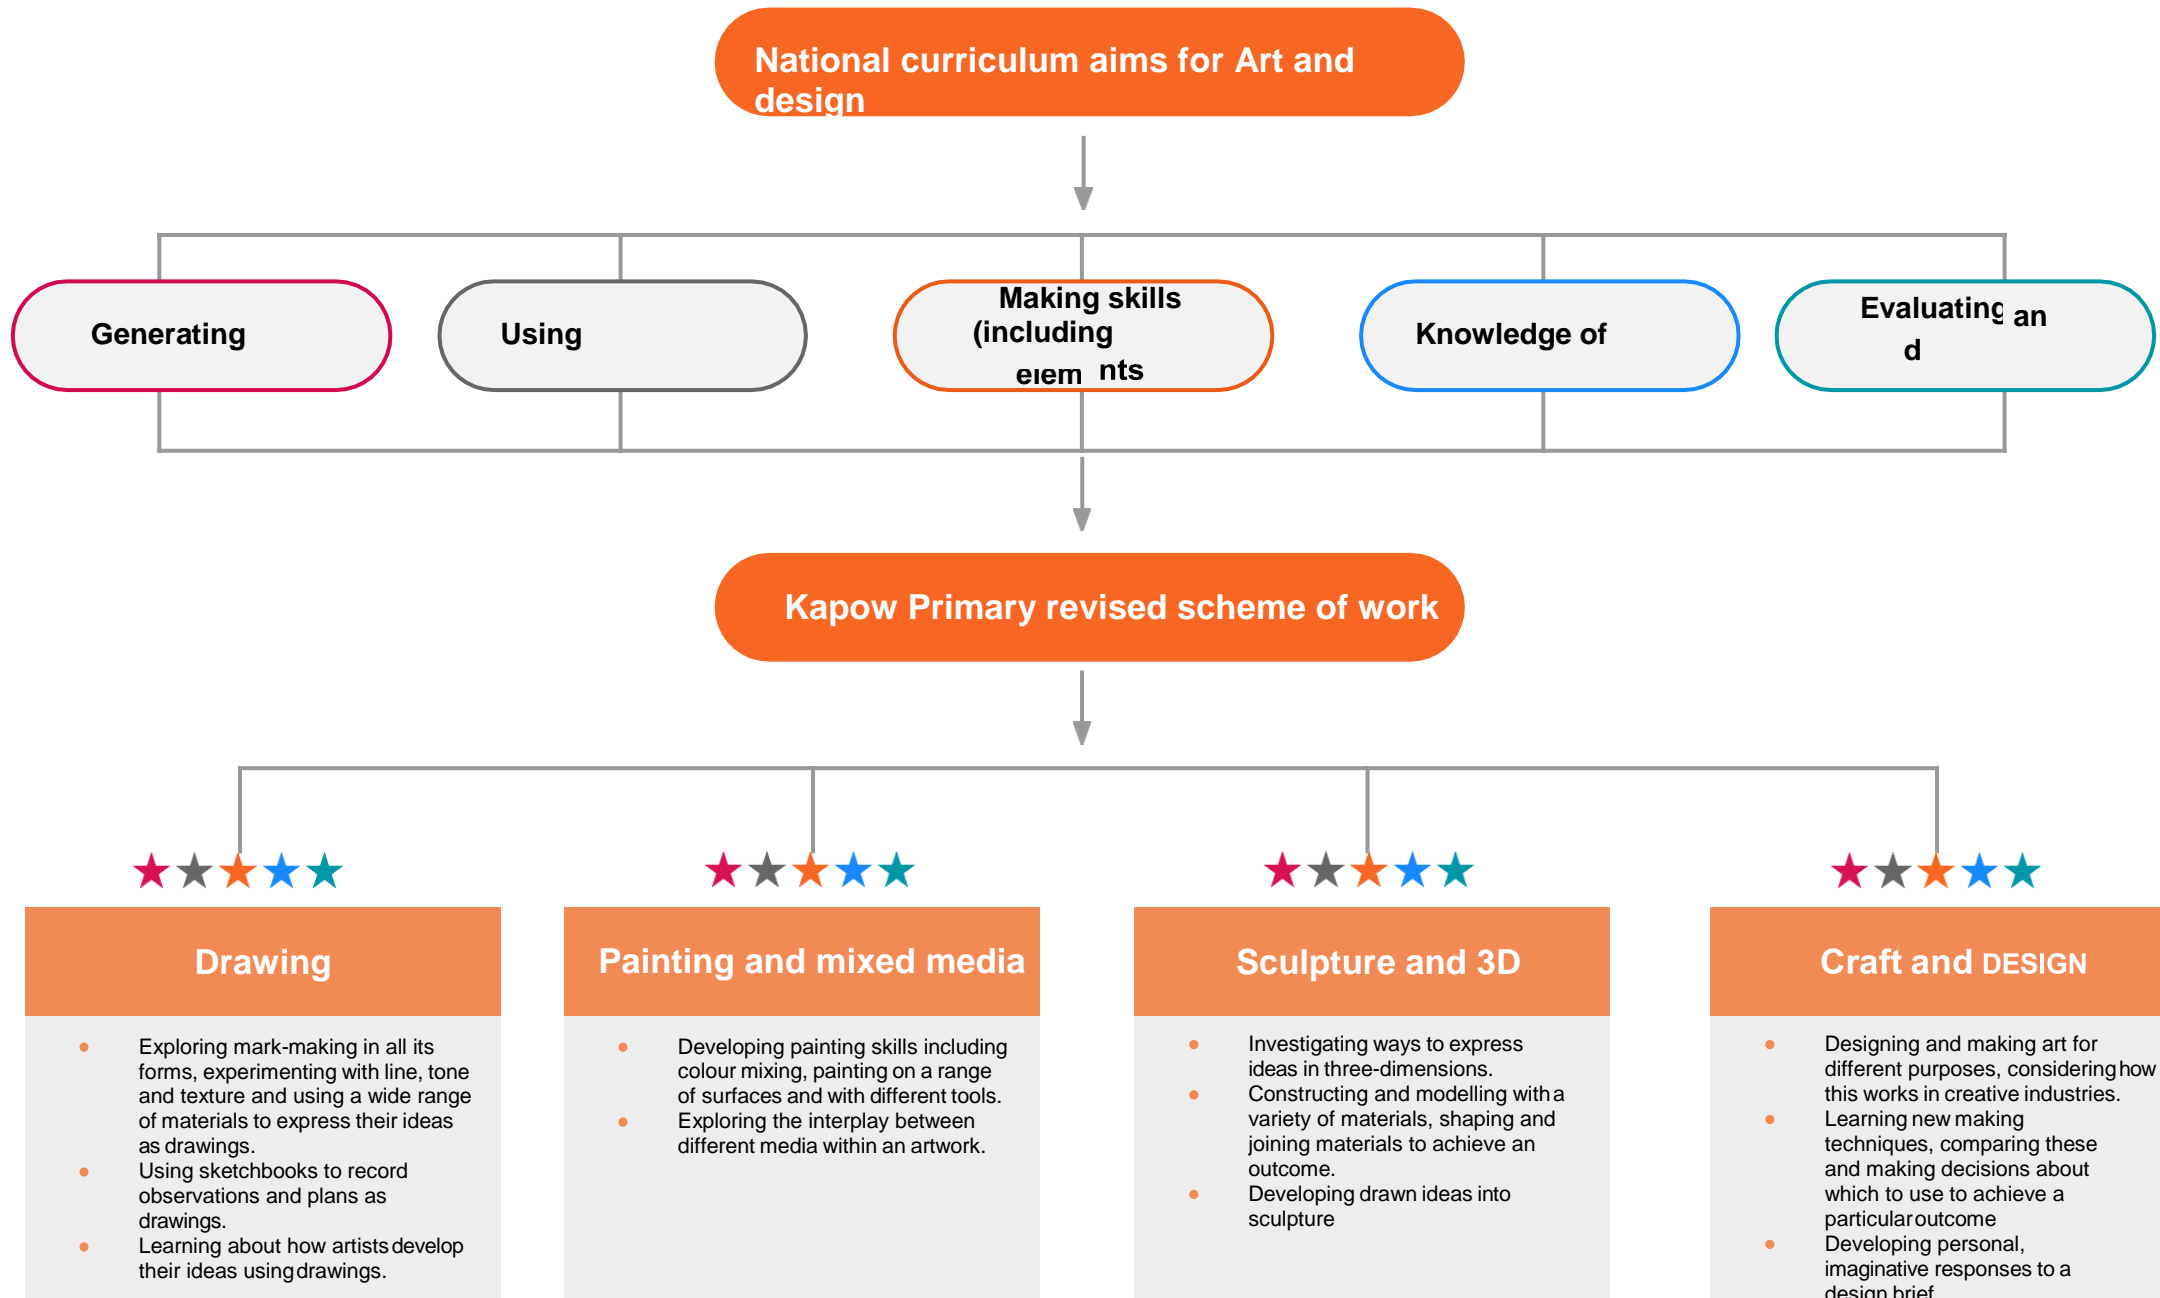 National curriculum aims for Art and
design
Generating
Using
Making skills
(including
elem nts
Knowledge of
Evaluating an
d
Kapow Primary revised scheme of work
Drawing
• Exploring mark-making in all its
forms, experimenting with line, tone
and texture and using a wide range
of materials to express their ideas
as drawings.
• Using sketchbooks to record
observations and plans as
drawings.
• Learning about how artists develop
their ideas using drawings.
Painting and mixed media
• Developing painting skills including
colour mixing, painting on a range
of surfaces and with different tools.
• Exploring the interplay between
different media within an artwork.
Sculpture and 3D
• Investigating ways to express
ideas in three-dimensions.
• Constructing and modelling with a
variety of materials, shaping and
joining materials to achieve an
outcome.
• Developing drawn ideas into
sculpture
Craft and DESIGN
• Designing and making art for
different purposes, considering how
this works in creative industries.
• Learning new making
techniques, comparing these
and making decisions about
which to use to achieve a
particular outcome
• Developing personal,
imaginative responses to a
design brief